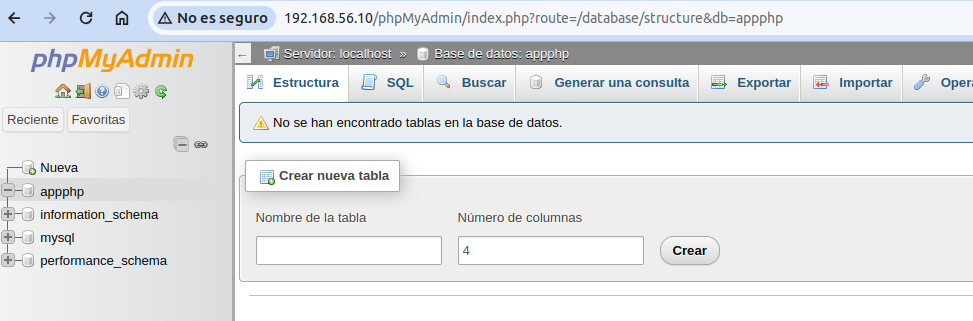 No es seguro 192.168.56.10/phpMyAdmin/index.php?route=/database/structure&db=appphp
phpMyAdmin
Servidor: localhost » Base de datos: appphp
Estructura SQL Buscar Generar una consulta Exportar Importar Opera
Reciente Favoritas
No se han encontrado tablas en la base de datos.
Nueva
appphp
information_schema
mysql
performance_schema
Crear nueva tabla
Nombre de la tabla Número de columnas
4 Crear